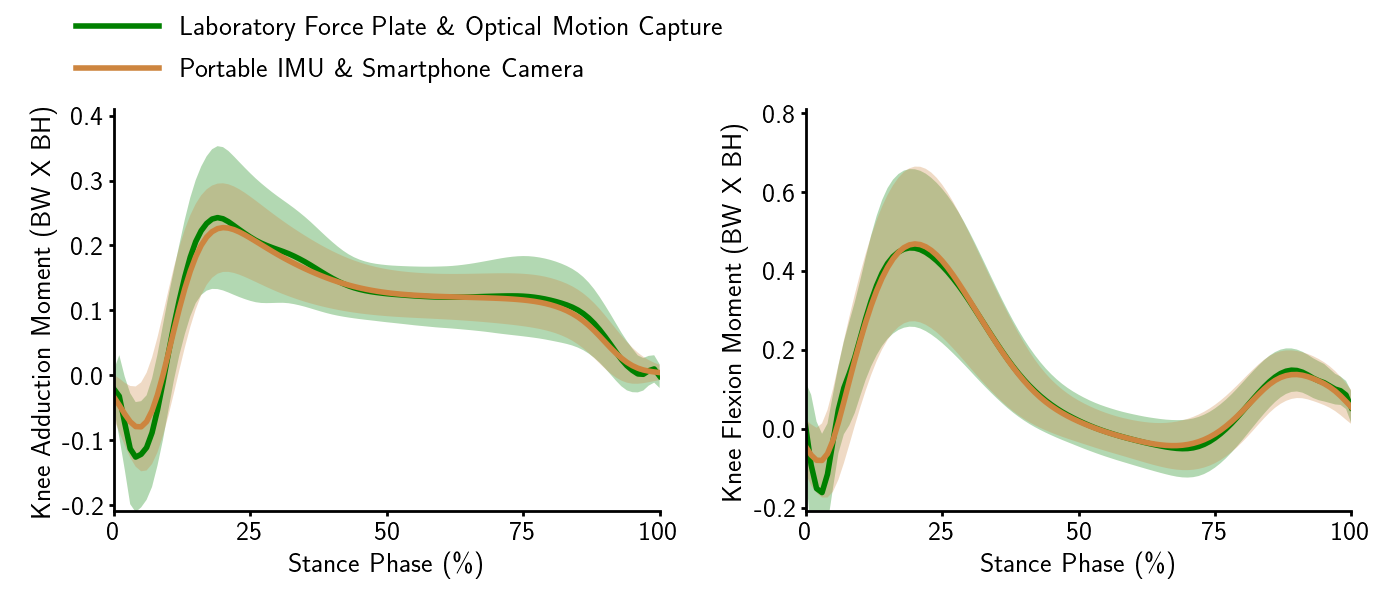 Laboratory Force Plate & Optical Motion Capture
Portable IMU & Smartphone Camera
Knee Adduction Moment (BW X BH)
0.4
0.3
0.2
0.1
0.0
-0.1
-0.2
0 25 50 75 100
Stance Phase (%)
Knee Flexion Moment (BW X BH)
0.8
0.6
0.4
0.2
0.0
-0.2
0 25 50 75 100
Stance Phase (%)